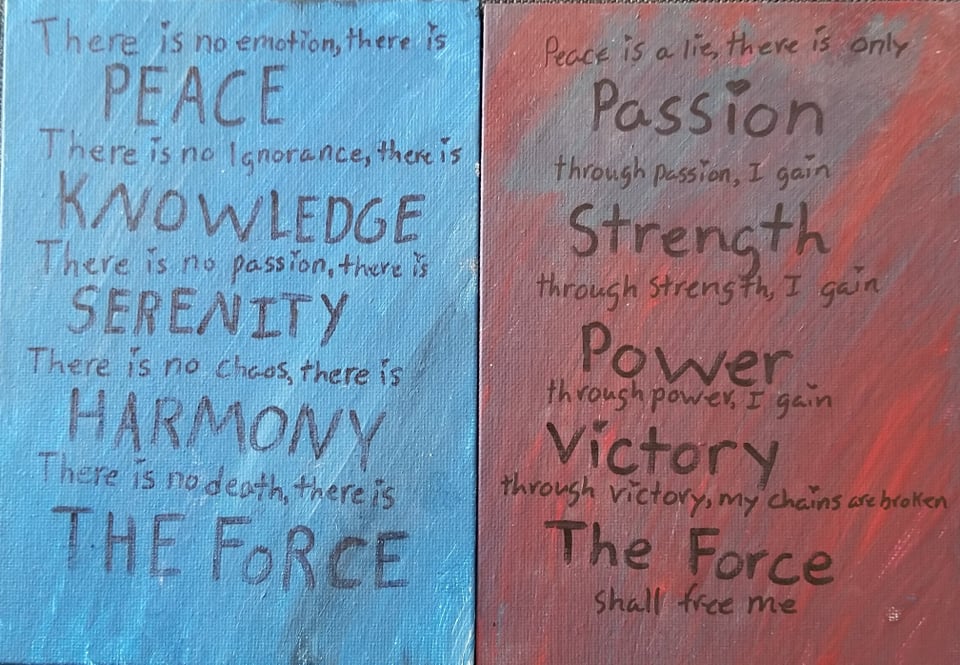 There is no emotion, there is
PEACE
There is no Ignorance, there is
KNOWLEDGE
There is no passion, there is
SERENITY
There is no chaos, there is
HARMONY
There is no death, there is
THE FoRCE
Peace is a lie, there is only
Passion
through passion, I gain
Strength
through strength, I gain
Power
through power, I gain
Victory
through victory, my chains are broken
The Force
shall free me